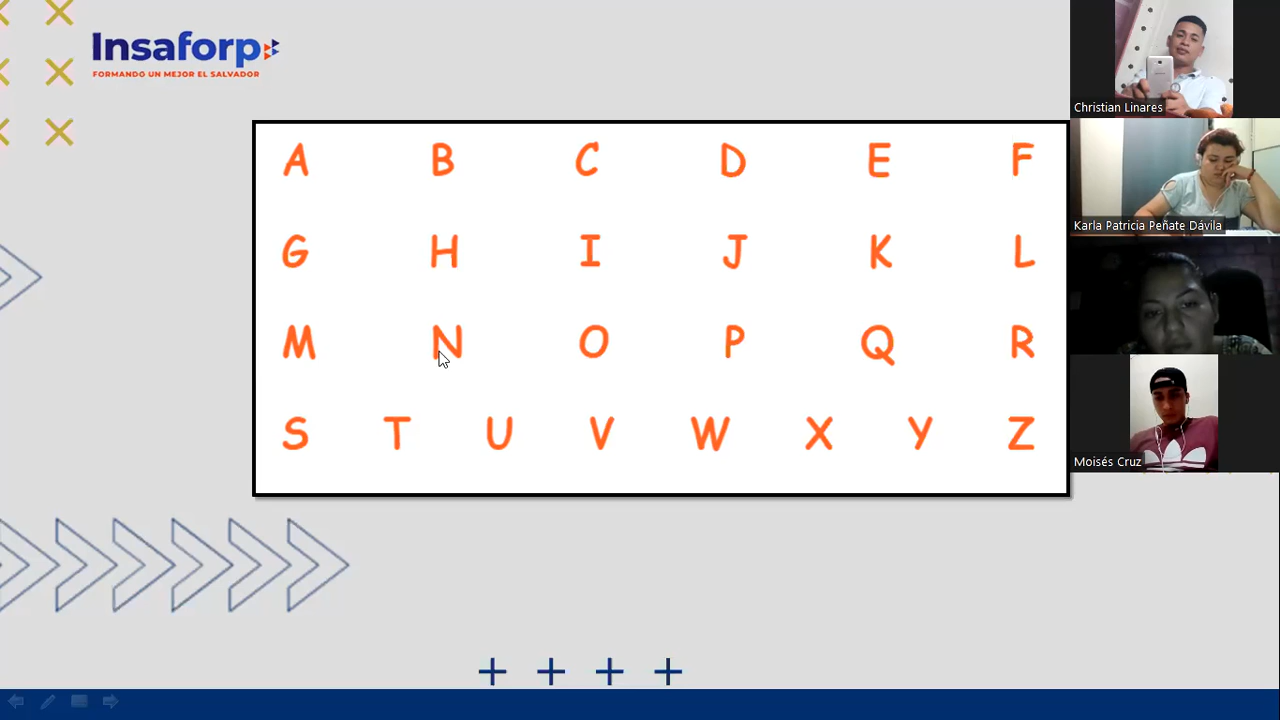 Insaforp
FORMANDO UN MEJOR EL SALVADOR
A B C D E F
G H I J K L
M N O P Q R
S T U V W X Y Z
Christian Linares
Karla Patricia Peñate Dávila
Moisés Cruz